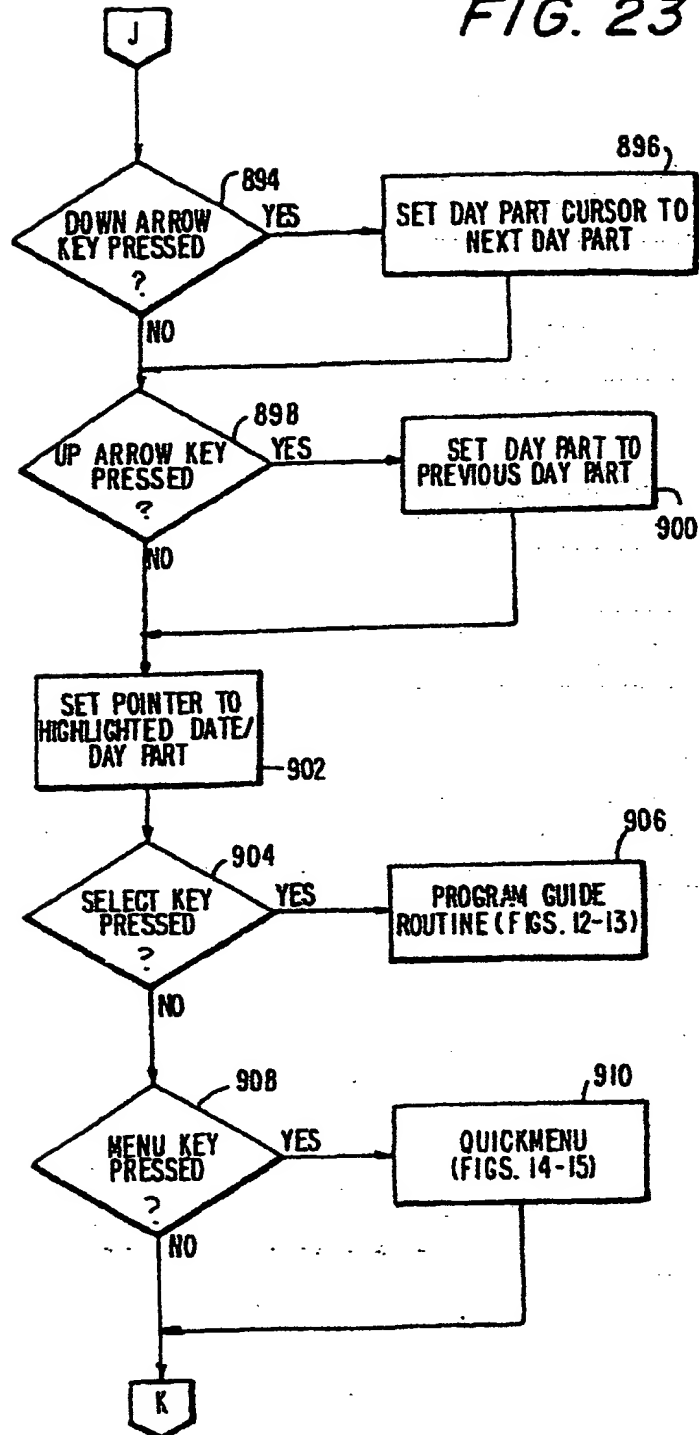 FIG. 23
J
894
DOWN ARROW
KEY PRESSED
?
YES
896
SET DAY PART CURSOR TO
NEXT DAY PART
NO
898
UP ARROW KEY
PRESSED
?
YES
SET DAY PART TO
PREVIOUS DAY PART
900
NO
SET POINTER TO
HIGHLIGHTED DATE/
DAY PART
902
904
SELECT KEY
PRESSED
?
YES
906
PROGRAM GUIDE
ROUTINE (FIGS. 12-13)
NO
908
MENU KEY
PRESSED
?
YES
910
QUICKMENU
(FIGS. 14-15)
NO
K